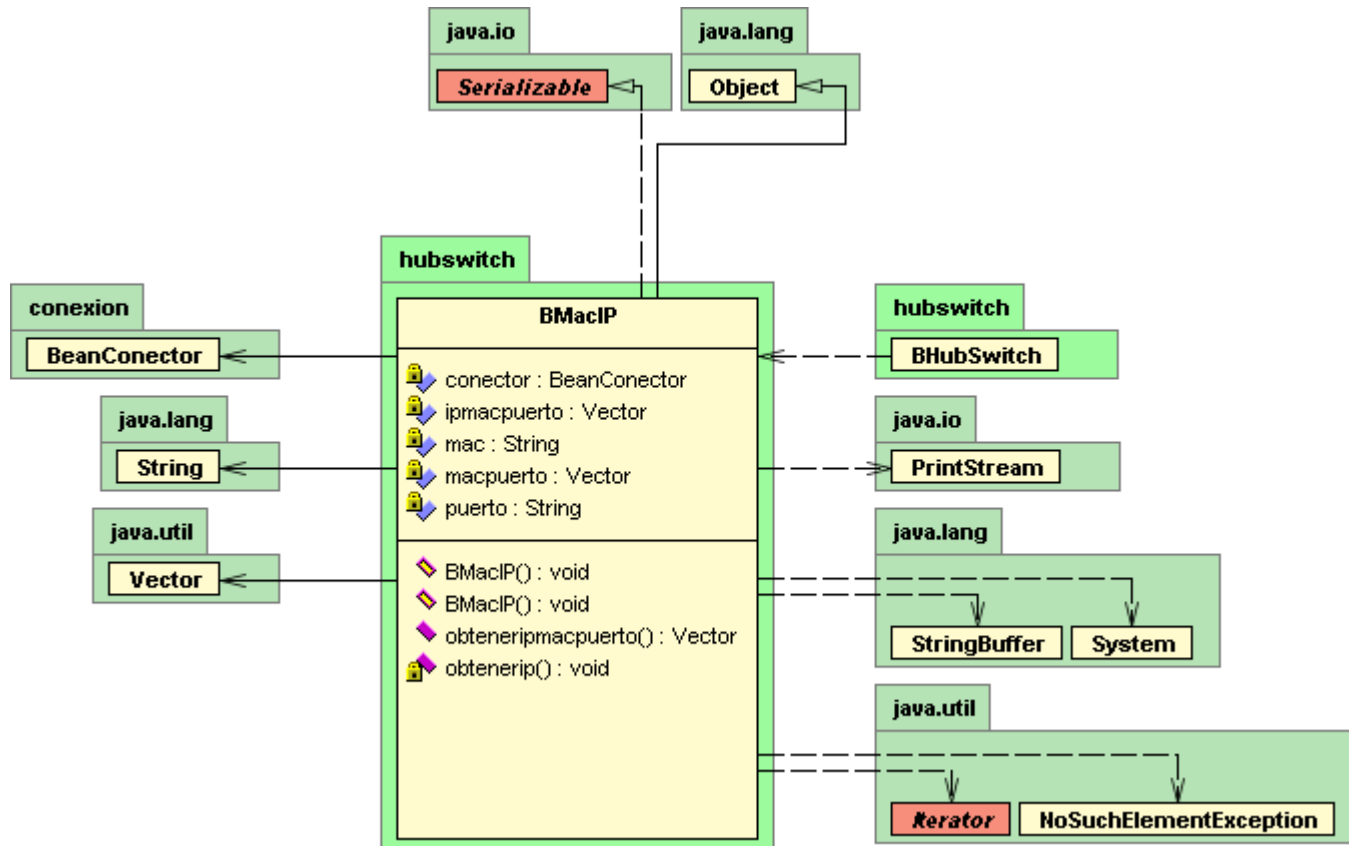 java.io
Serializable
java.lang
Object
hubswitch
BMacIP
conector : BeanConector
ipmacpuerto : Vector
mac : String
macpuerto : Vector
puerto : String
BMacIP() : void
BMacIP() : void
obteneripmacpuerto() : Vector
obtenerip() : void
conexion
BeanConector
java.lang
String
java.util
Vector
hubswitch
BHubSwitch
java.io
PrintStream
java.lang
StringBuffer
System
java.util
Iterator
NoSuchElementException